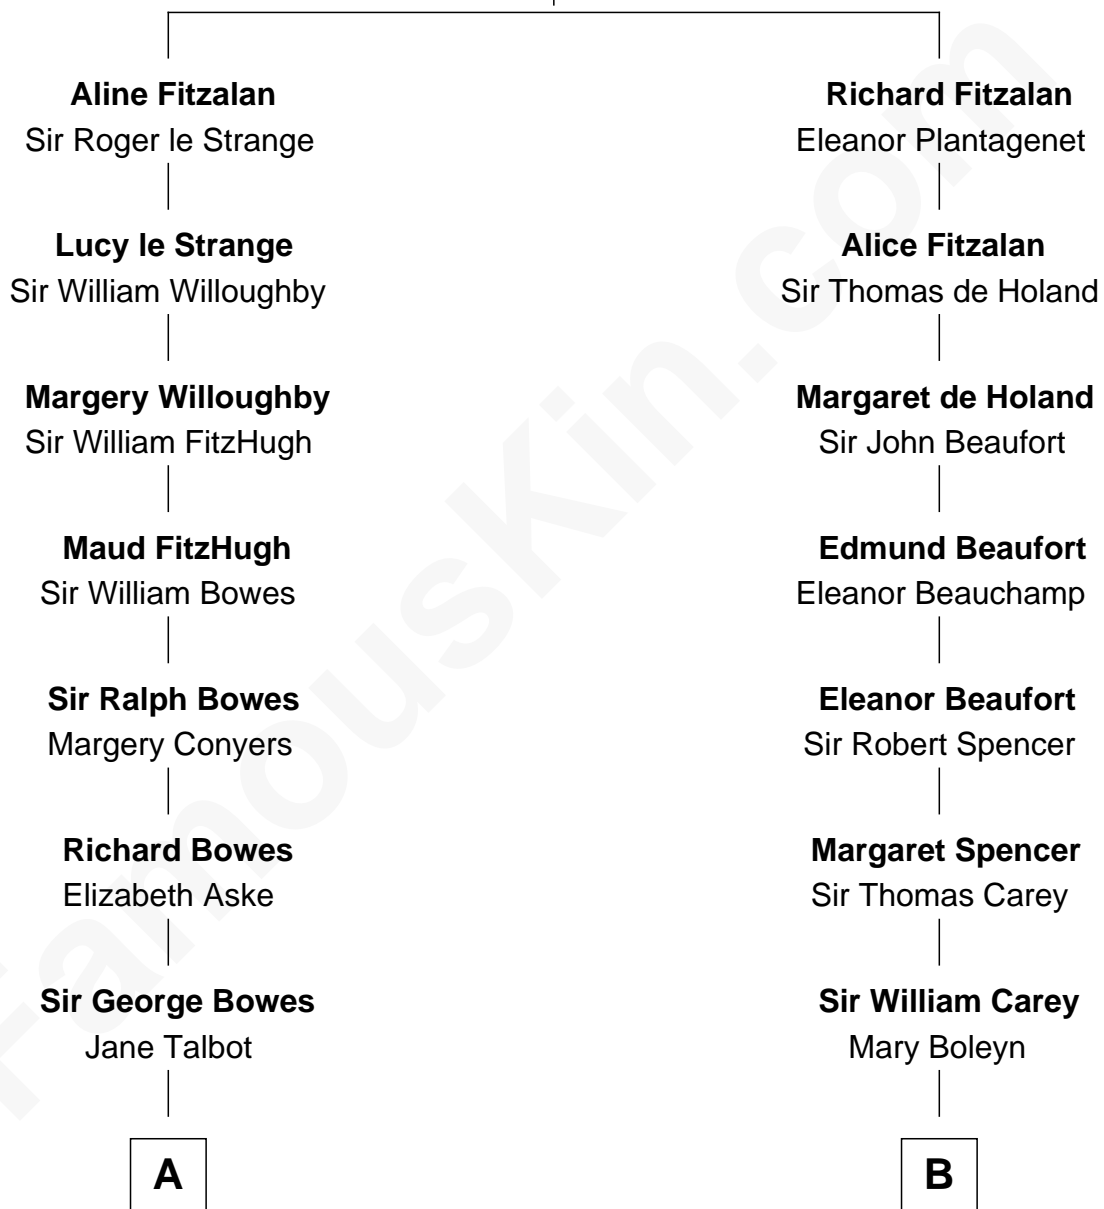 Aline Fitzalan
Sir Roger le Strange
Richard Fitzalan
Eleanor Plantagenet
Lucy le Strange
Sir William Willoughby
Alice Fitzalan
Sir Thomas de Holand
Margery Willoughby
Sir William FitzHugh
Margaret de Holand
Sir John Beaufort
Maud FitzHugh
Sir William Bowes
Edmund Beaufort
Eleanor Beauchamp
Sir Ralph Bowes
Margery Conyers
Eleanor Beaufort
Sir Robert Spencer
Richard Bowes
Elizabeth Aske
Margaret Spencer
Sir Thomas Carey
Sir George Bowes
Jane Talbot
Sir William Carey
Mary Boleyn
A
B
FamousKin.com